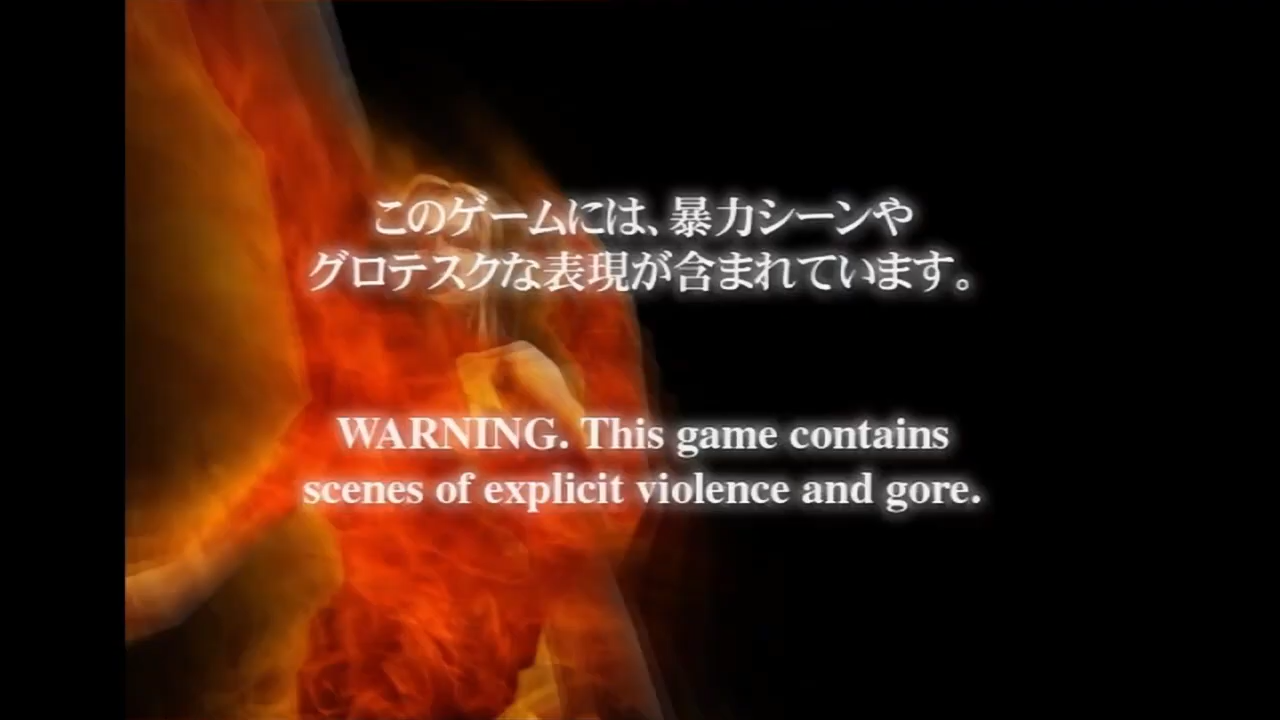 このゲームには、暴力シーンや
グロテスクな表現が含まれています。
WARNING. This game contains
scenes of explicit violence and gore.